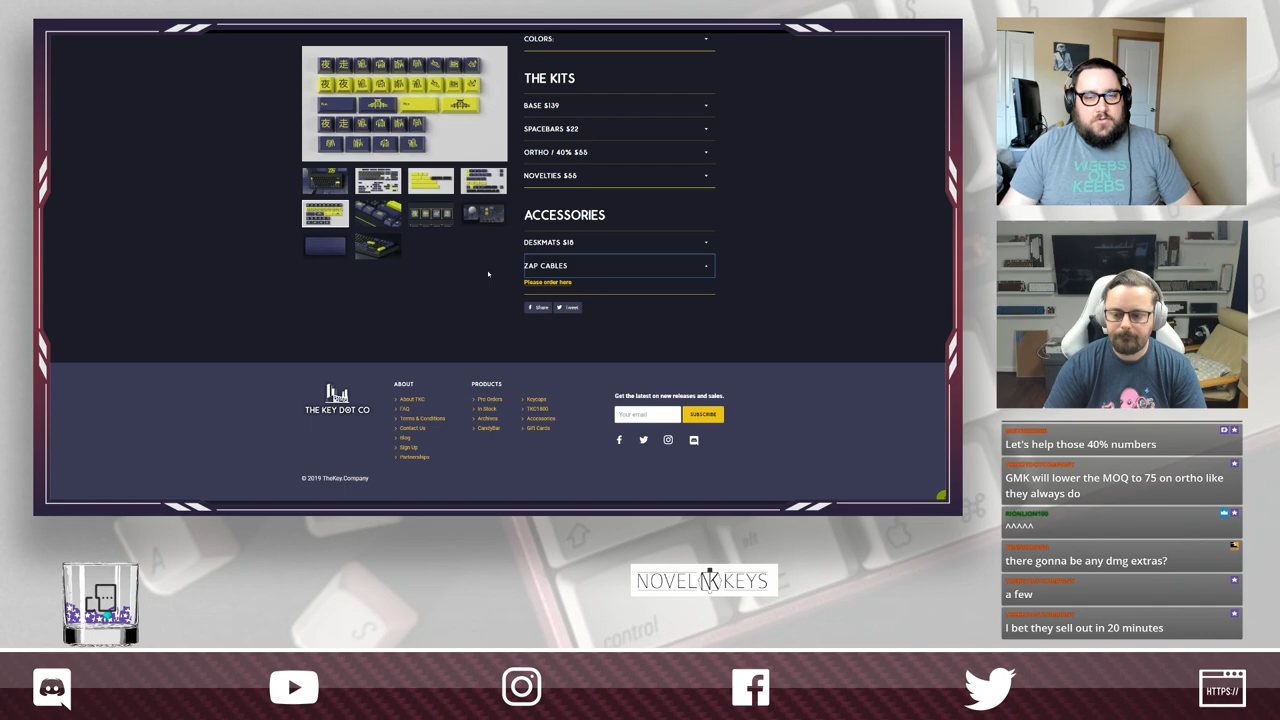 COLORS:
THE KITS
BASE $139
SPACEBARS $22
ORTHO / 40% $55
NOVELTIES $55
ACCESSORIES
DESKMATS $18
ZAP CABLES
Please order here
Share
Tweet
THE KEY DOT CO
ABOUT
About TKC
FAQ
Terms & Conditions
Contact Us
Blog
Sign Up
Partnerships
PRODUCTS
Pro Orders
In Stock
Archives
CandyBar
Keycaps
TKC1800
Accessories
Gift Cards
Get the latest on new releases and sales.
Your email
SUBSCRIBE
© 2019 TheKey.Company
WEEBS
ON
KEEBS
Let's help those 40% numbers
GMK will lower the MOQ to 75 on ortho like
they always do
^^^^^
there gonna be any dmg extras?
a few
I bet they sell out in 20 minutes
NOVELKEYS
alt
control
HTTPS://